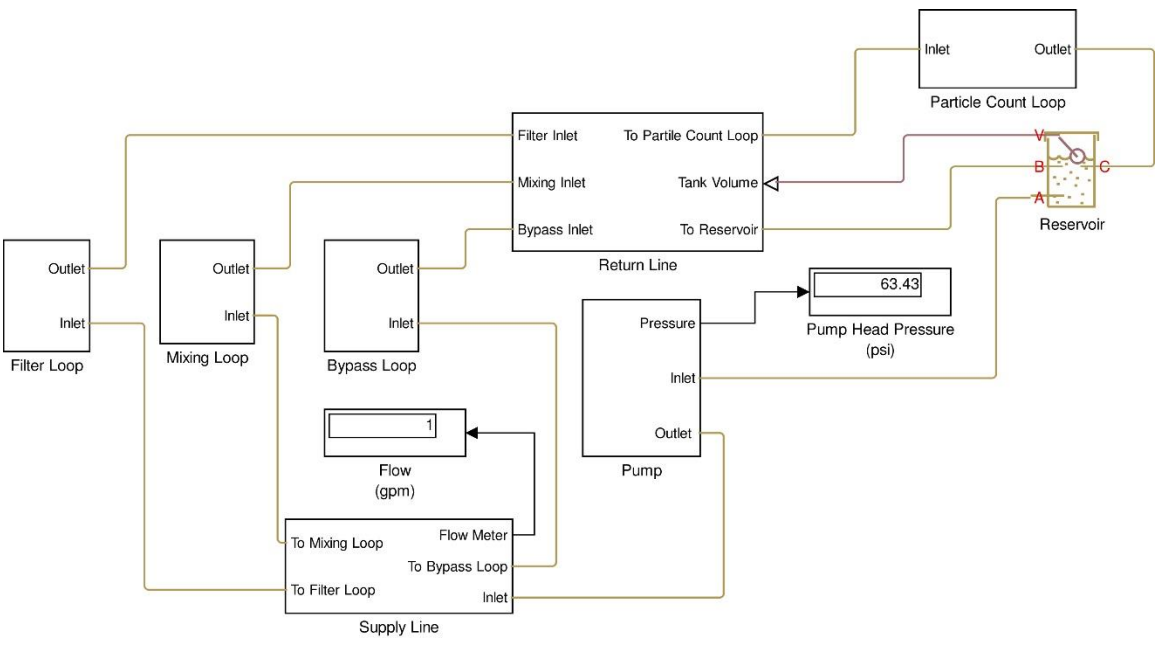 Inlet
Outlet
Particle Count Loop
Filter Inlet
To Partile Count Loop
V
Mixing Inlet
Tank Volume
B
C
A
Bypass Inlet
To Reservoir
Reservoir
Return Line
Outlet
Inlet
Filter Loop
Outlet
Inlet
Mixing Loop
Outlet
Inlet
Bypass Loop
Pressure
Inlet
Outlet
Pump
63.43
Pump Head Pressure
(psi)
1
Flow
(gpm)
To Mixing Loop
Flow Meter
To Bypass Loop
To Filter Loop
Inlet
Supply Line